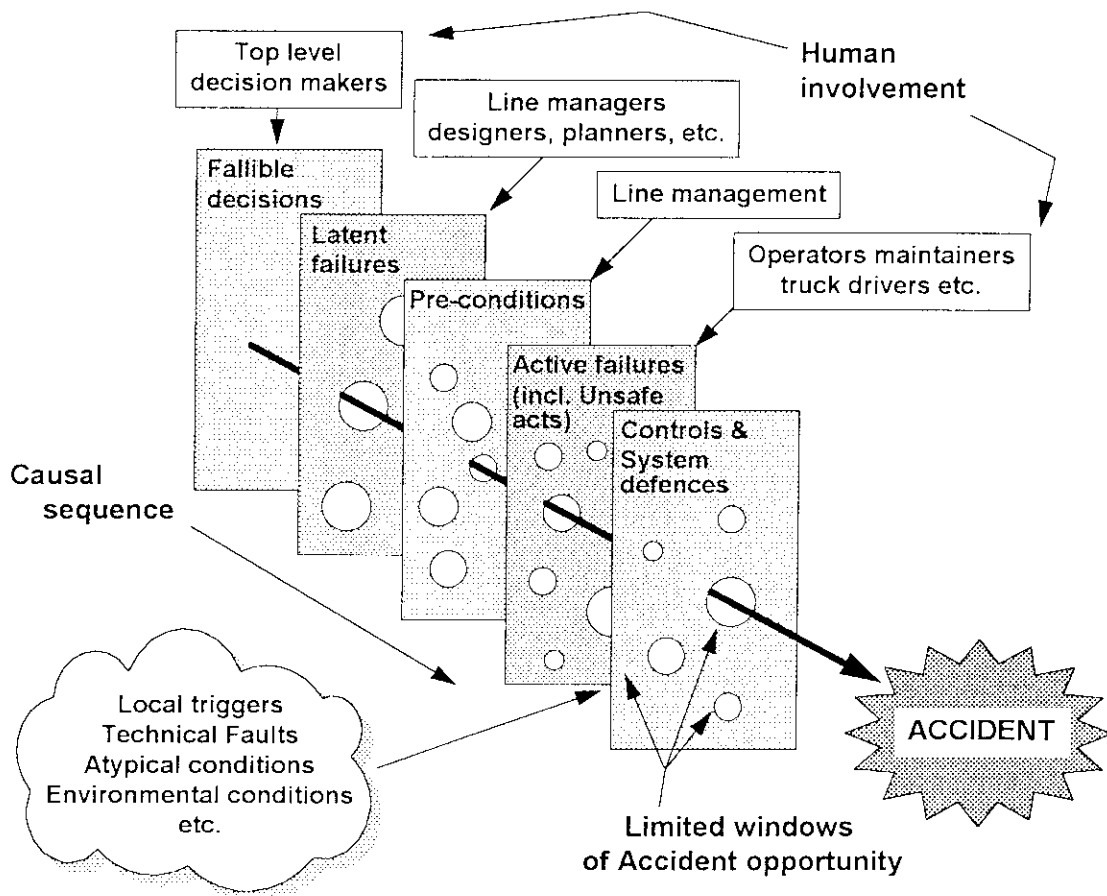 Top level
decision makers
Human
involvement
Line managers
designers, planners, etc.
Fallible
decisions
Line management
Latent
failures
Operators maintainers
truck drivers etc.
Pre-conditions
Active failures
(incl. Unsafe
acts)
Controls &
System
defences
Causal
sequence
Local triggers
Technical Faults
Atypical conditions
Environmental conditions
etc.
ACCIDENT
Limited windows
of Accident opportunity